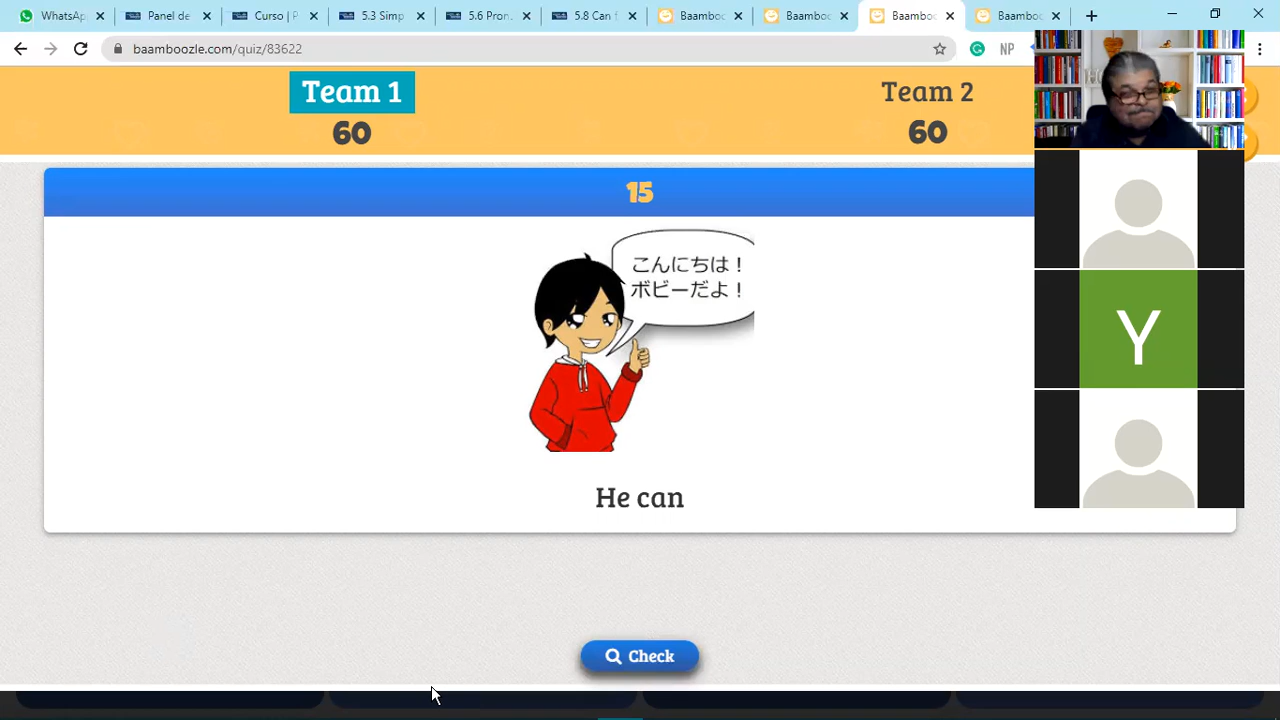 WhatsApp
Panel de
Curso | P
5.3 Simp
5.6 Pron
5.8 Can f
Baamboo
Baamboo
Baamboo
Baamboo
baamboozle.com/quiz/83622
NP
Team 1
60
Team 2
60
15
こんにちは！
ボビーだよ！
He can
Check
Y